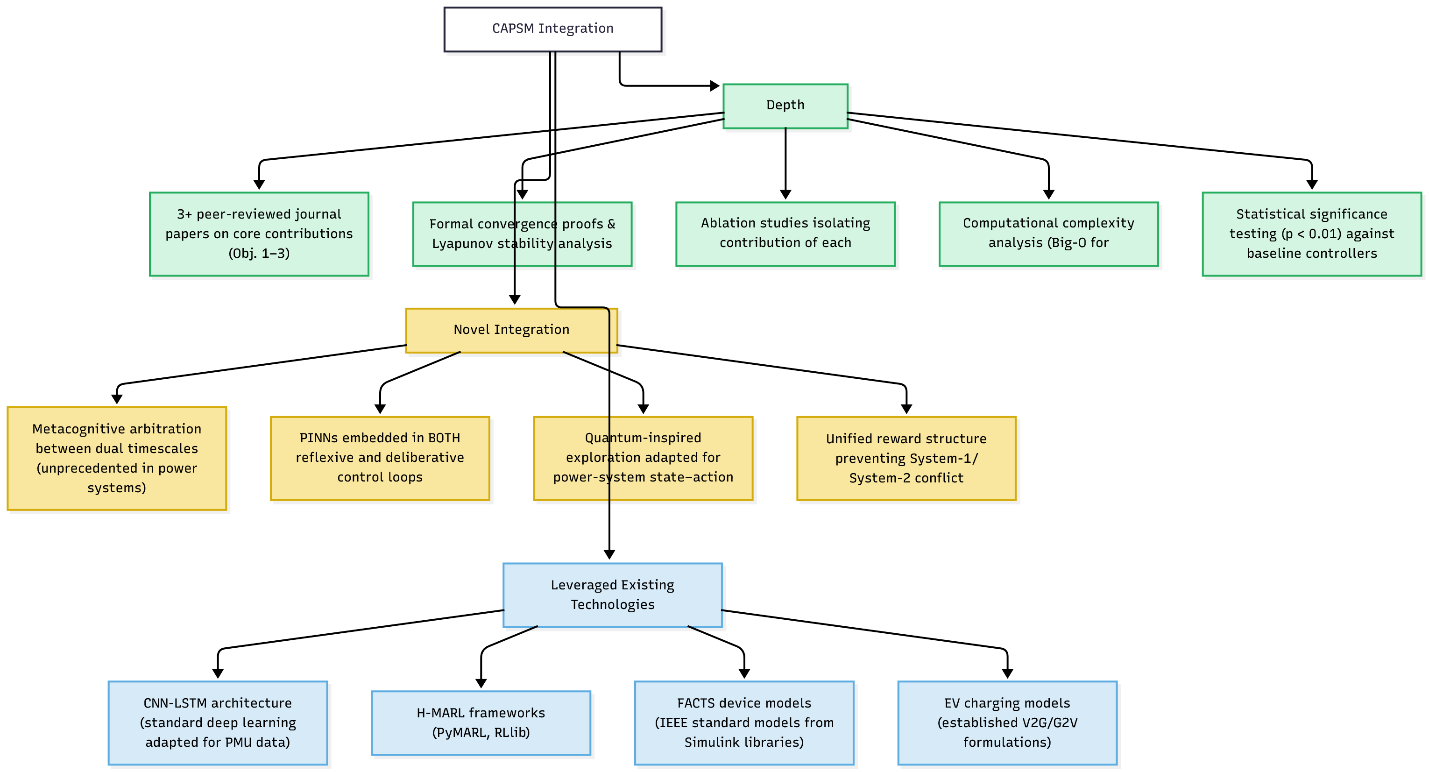 CAPSM Integration
Depth
3+ peer-reviewed journal
papers on core contributions
(Obj. 1–3)
Formal convergence proofs &
Lyapunov stability analysis
Ablation studies isolating
contribution of each
Computational complexity
analysis (Big-O for
Statistical significance
testing (p < 0.01) against
baseline controllers
Novel Integration
Metacognitive arbitration
between dual timescales
(unprecedented in power
systems)
PINNs embedded in BOTH
reflexive and deliberative
control loops
Quantum-inspired
exploration adapted for
power-system state–action
Unified reward structure
preventing System-1/
System-2 conflict
Leveraged Existing
Technologies
CNN-LSTM architecture
(standard deep learning
adapted for PMU data)
H-MARL frameworks
(PyMARL, RLlib)
FACTS device models
(IEEE standard models from
Simulink libraries)
EV charging models
(established V2G/G2V
formulations)